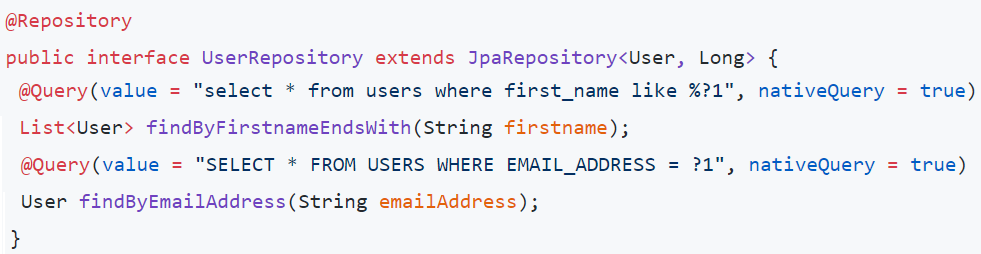 @Repository
public interface UserRepository extends JpaRepository<User, Long> {
@Query(value = "select * from users where first_name like %?1", nativeQuery = true)
List<User> findByFirstnameEndsWith(String firstname);
@Query(value = "SELECT * FROM USERS WHERE EMAIL_ADDRESS = ?1", nativeQuery = true)
User findByEmailAddress(String emailAddress);
}